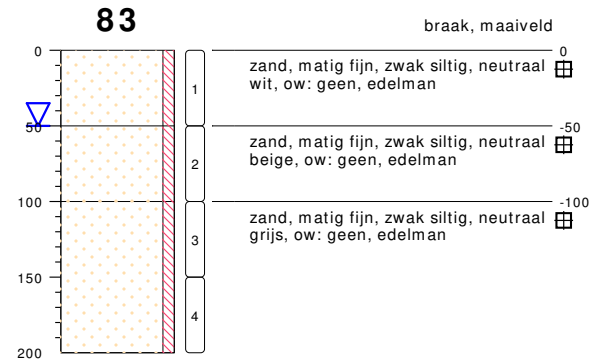 83
braak, maaiveld
0
0
zand, matig fijn, zwak siltig, neutraal
wit, ow: geen, edelman
1
50
-50
zand, matig fijn, zwak siltig, neutraal
beige, ow: geen, edelman
2
100
-100
zand, matig fijn, zwak siltig, neutraal
grijs, ow: geen, edelman
3
150
4
200